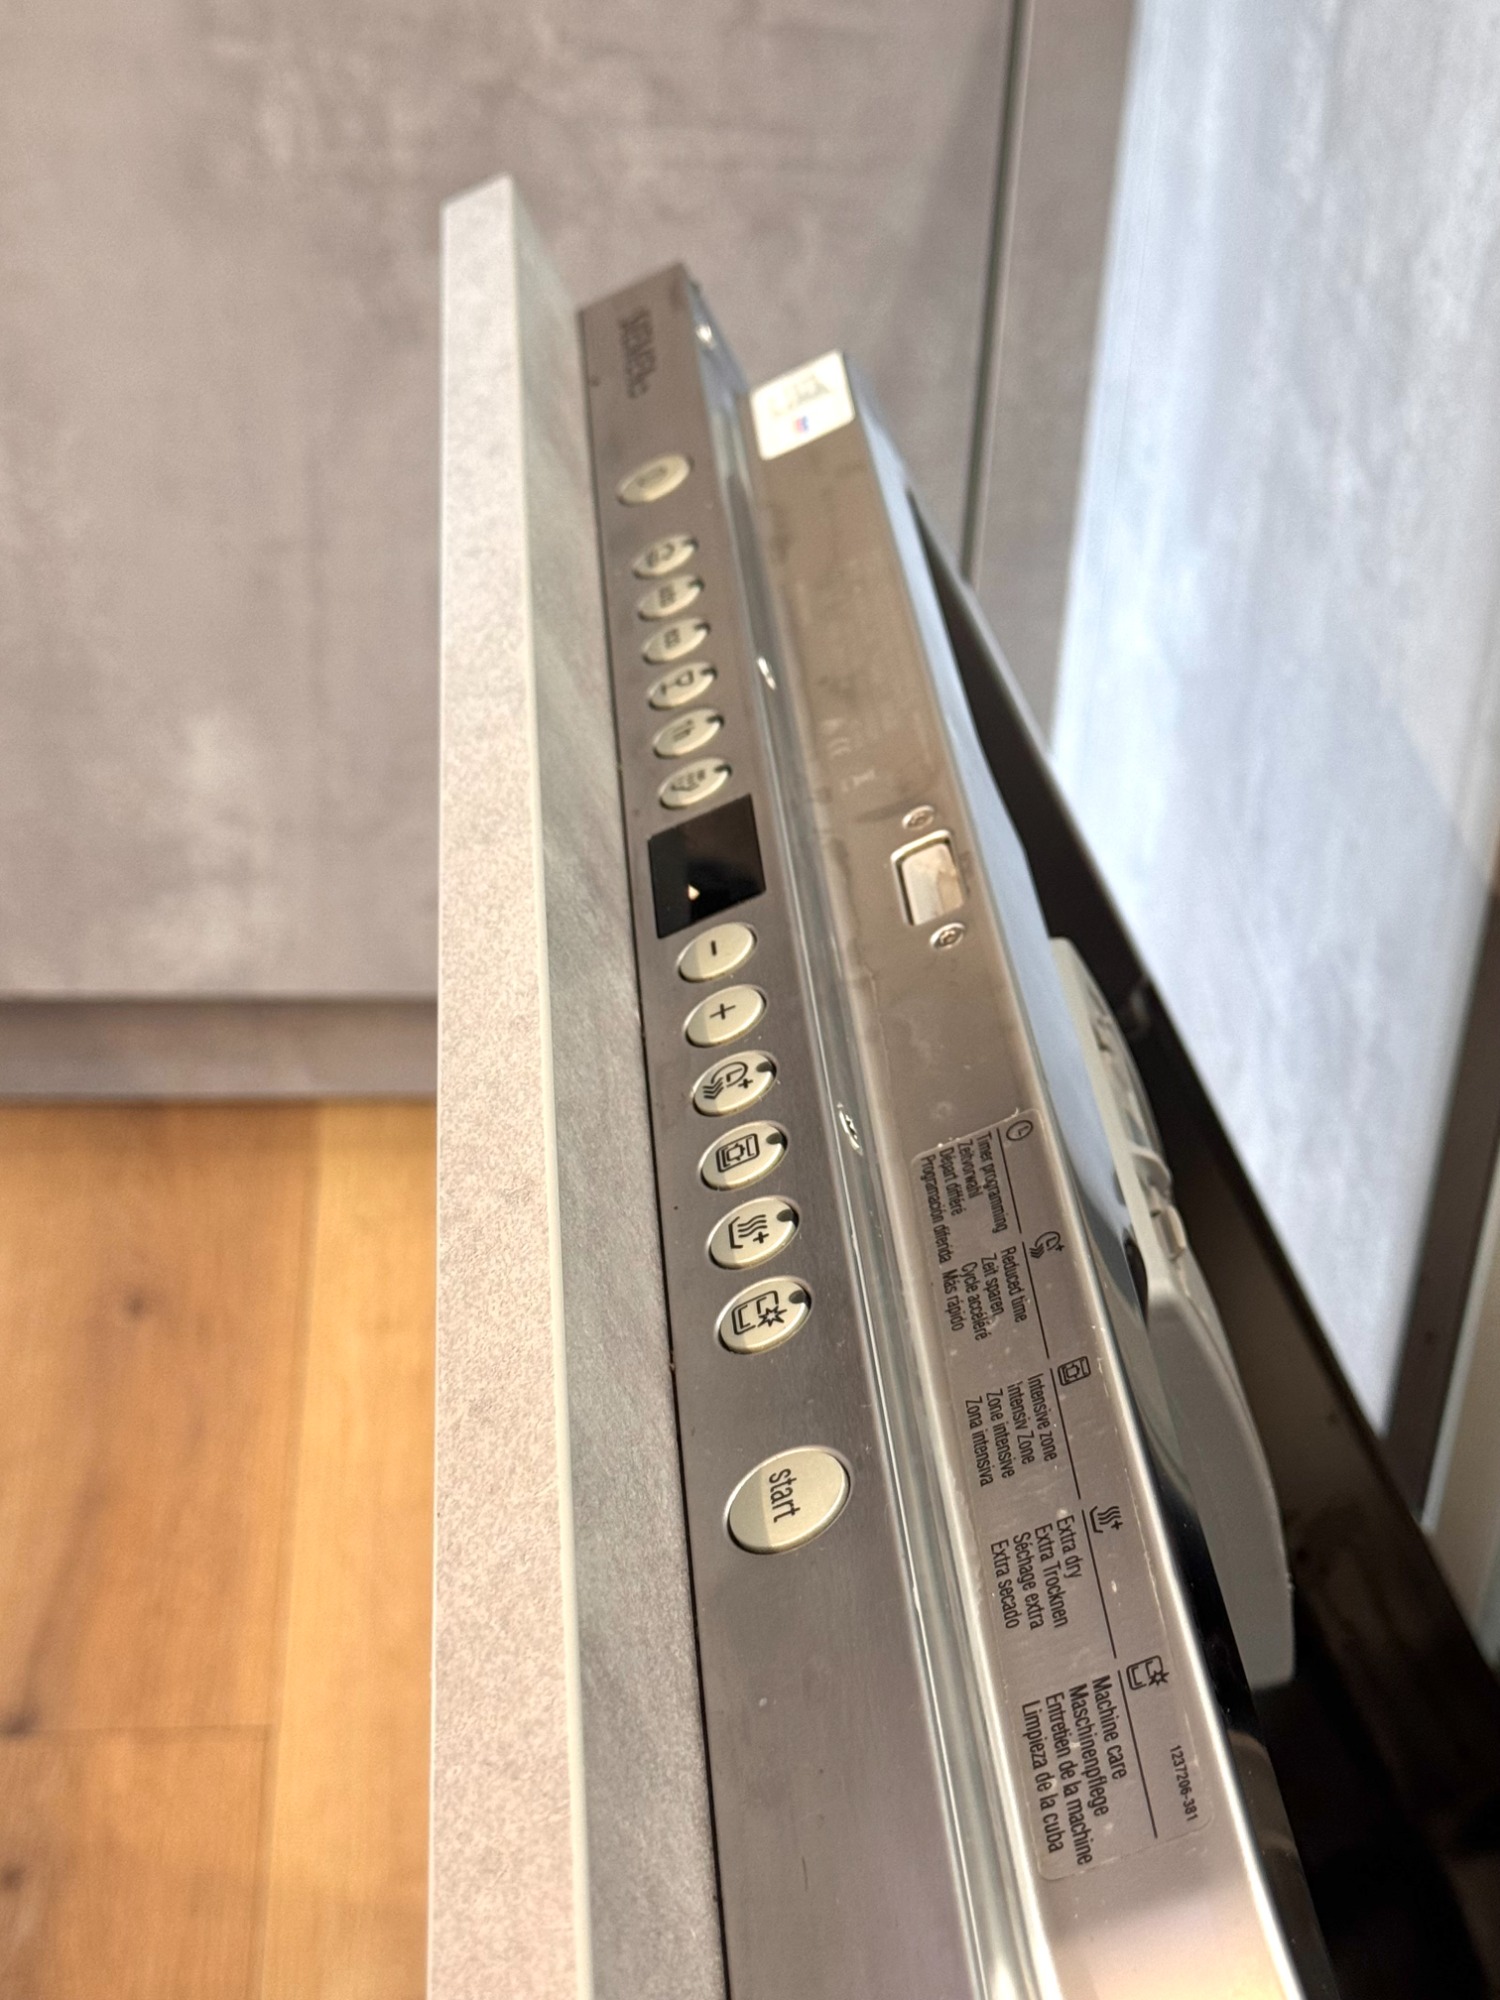 SIEMENS
1h
-
+
start
Timer programming
Zeitvorwahl
Départ différé
Programación diferida
Reduced time
Zeit sparen
Cycle accéléré
Más rápido
Intensive zone
Intensiv Zone
Zone intensive
Zona intensiva
Extra dry
Extra Trocknen
Séchage extra
Extra secado
Machine care
Maschinenpflege
Entretien de la machine
Limpieza de la cuba
1237206-381